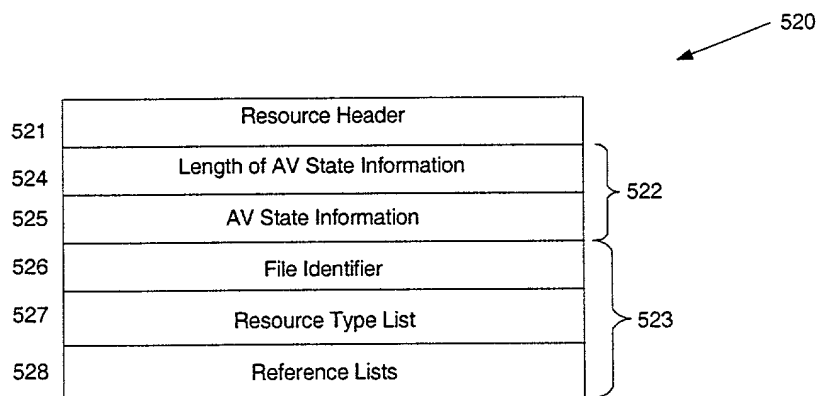 520
521 Resource Header
524 Length of AV State Information
522
525 AV State Information
526 File Identifier
527 Resource Type List
523
528 Reference Lists